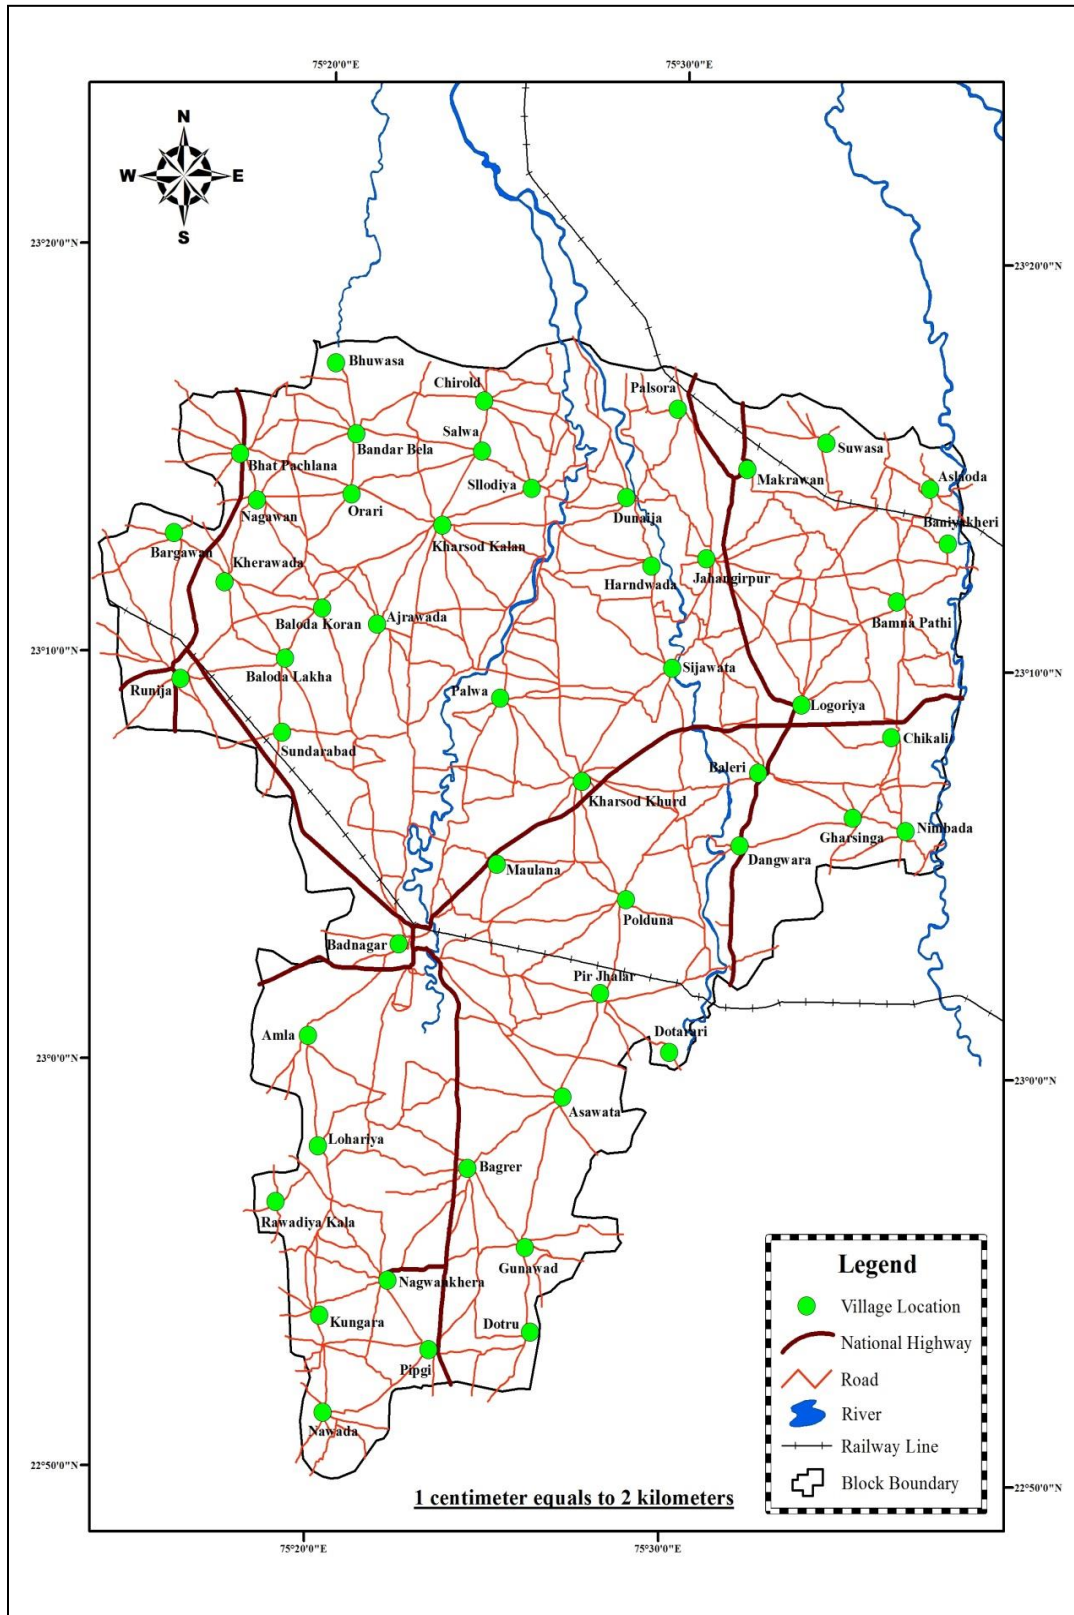 75°20'0"E
75°30'0"E
N
W
E
S
23°20'0"N
23°20'0"N
Bhuwasa
Chirold
Palsora
Salwa
Bandar Bela
Suwasa
Bhat Pachlana
Makrawan
Sllodiya
Aslaoda
Nagawan
Orari
Dunaija
Baniyakheri
Bargawan
Kharsod Kalan
Kherawada
Harndwada
Jahangirpur
Baloda Koran
Ajrawada
Bamna Pathi
23°10'0"N
Sijawata
23°10'0"N
Baloda Lakha
Runija
Palwa
Logoriya
Chikali
Sundarabad
Baleri
Kharsod Khurd
Nimbada
Gharsinga
Dangwara
Maulana
Polduna
Badnagar
Pir Jhalar
Amla
Dotaruri
23°0'0"N
23°0'0"N
Asawata
Lohariya
Bagrer
Rawadiya Kala
Gunawad
Nagwankhera
Kungara
Dotru
Pipgi
Nawada
22°50'0"N
22°50'0"N
Legend
Village Location
National Highway
Road
River
Railway Line
Block Boundary
1 centimeter equals to 2 kilometers
75°20'0"E
75°30'0"E